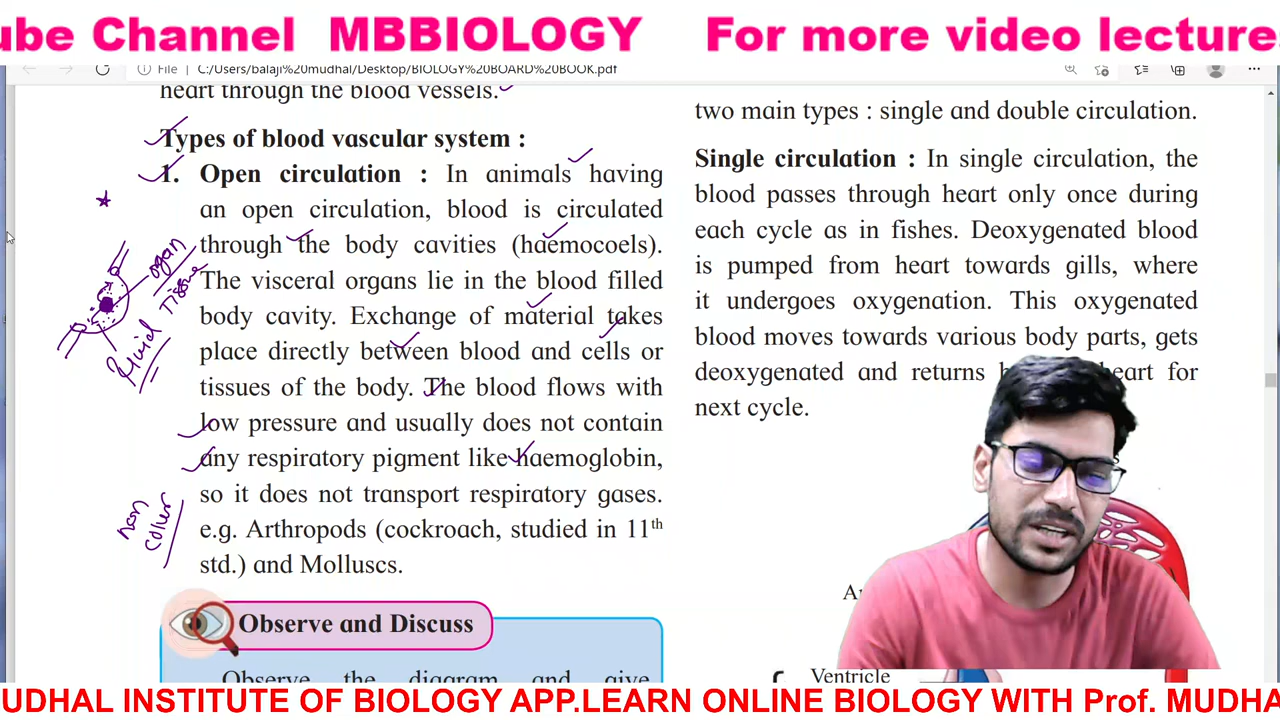 ube Channel MBBIOLOGY For more video lecture
File | C:/Users/balaji%20mudhal/Desktop/BIOLOGY%20BOARD%20BOOK.pdf
heart through the blood vessels.
Types of blood vascular system :
1. Open circulation : In animals having
an open circulation, blood is circulated
through the body cavities (haemocoels).
The visceral organs lie in the blood filled
body cavity. Exchange of material takes
place directly between blood and cells or
tissues of the body. The blood flows with
low pressure and usually does not contain
any respiratory pigment like haemoglobin,
so it does not transport respiratory gases.
e.g. Arthropods (cockroach, studied in 11th
std.) and Molluscs.
ogan
Tissue
fluid
non
Observe and Discuss
Observe the diagram and give
two main types : single and double circulation.
Single circulation : In single circulation, the
blood passes through heart only once during
each cycle as in fishes. Deoxygenated blood
is pumped from heart towards gills, where
it undergoes oxygenation. This oxygenated
blood moves towards various body parts, gets
deoxygenated and returns heart for
next cycle.
Ventricle
MUDHAL INSTITUTE OF BIOLOGY APP.LEARN ONLINE BIOLOGY WITH Prof. MUDHA